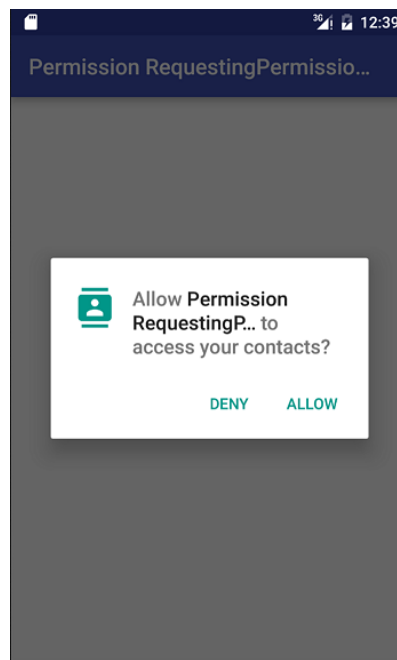 3G 12:39
Permission RequestingPermissio...
Allow Permission
RequestingP... to
access your contacts?
DENY ALLOW